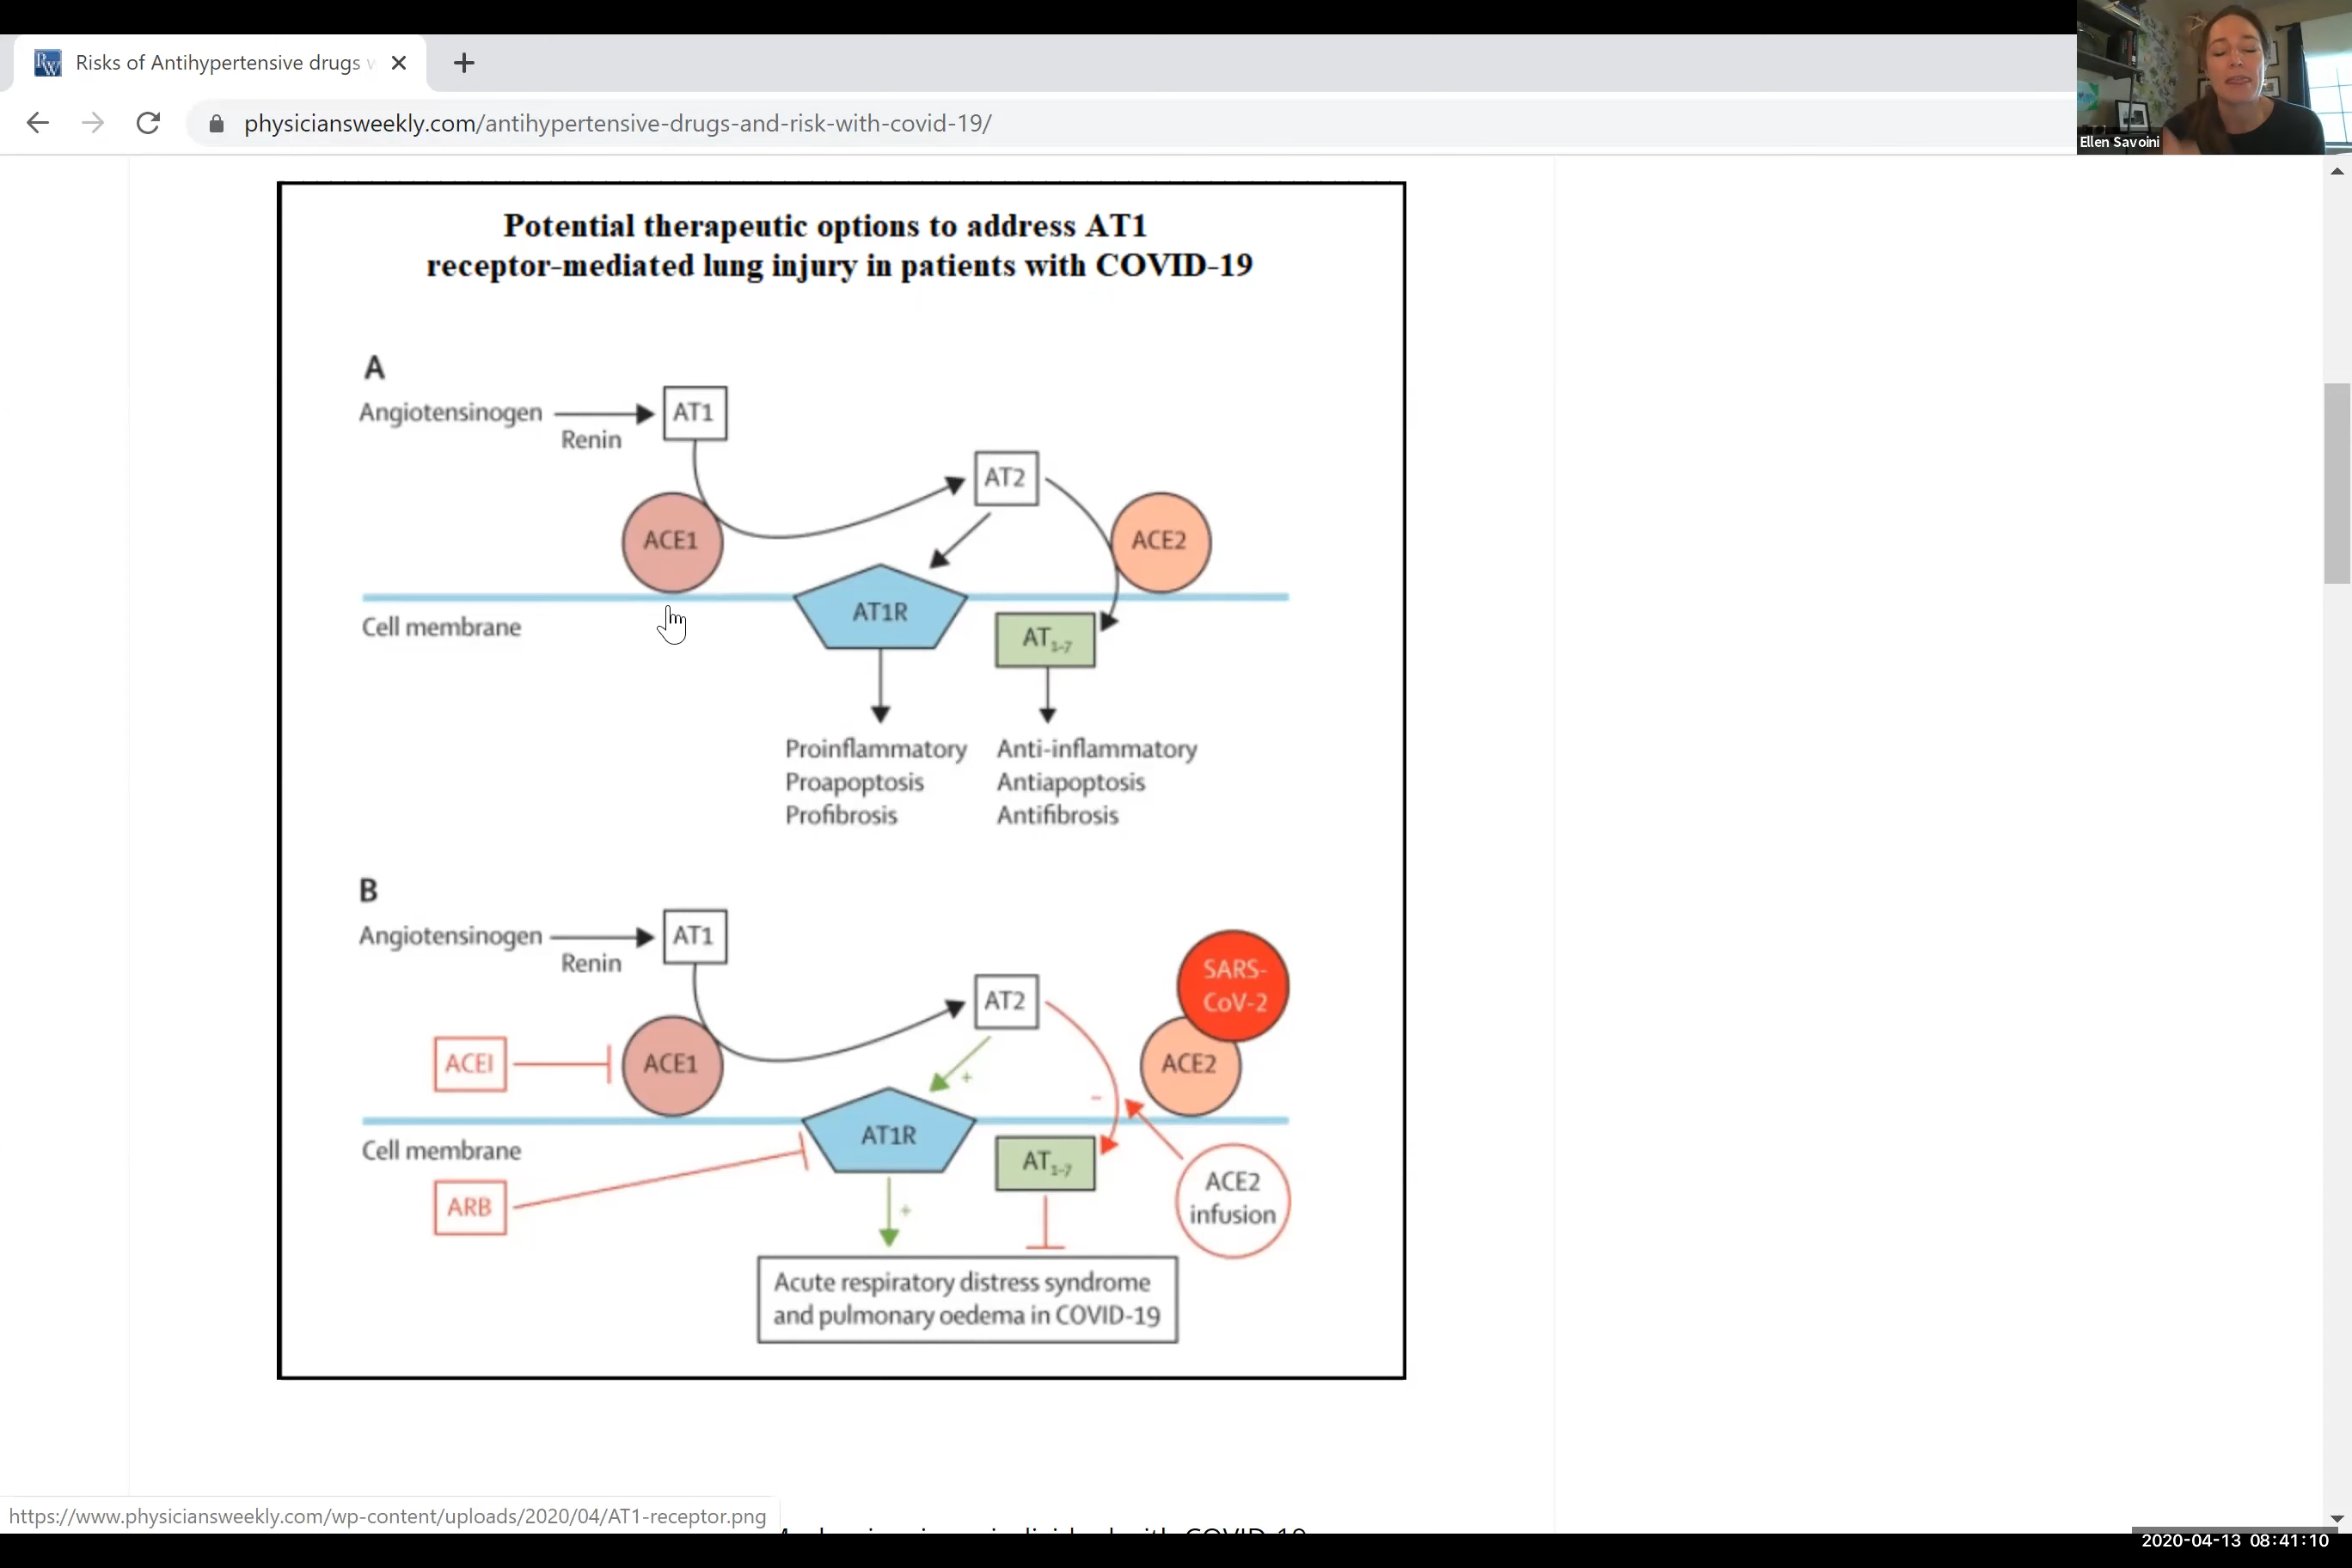 Risks of Antihypertensive drugs
physiciansweekly.com/antihypertensive-drugs-and-risk-with-covid-19/
Ellen Savoini
Potential therapeutic options to address AT1
receptor-mediated lung injury in patients with COVID-19
A
Angiotensinogen
Renin
AT1
AT2
ACE1
ACE2
AT1R
Cell membrane
AT1-7
Proinflammatory
Proapoptosis
Profibrosis
Anti-inflammatory
Antiapoptosis
Antifibrosis
B
Angiotensinogen
Renin
AT1
AT2
SARS-
CoV-2
ACEI
ACE1
ACE2
+
-
AT1R
Cell membrane
AT1-7
ARB
ACE2
infusion
+
Acute respiratory distress syndrome
and pulmonary oedema in COVID-19
https://www.physiciansweekly.com/wp-content/uploads/2020/04/AT1-receptor.png
with COVID-19
2020-04-13 08:41:10